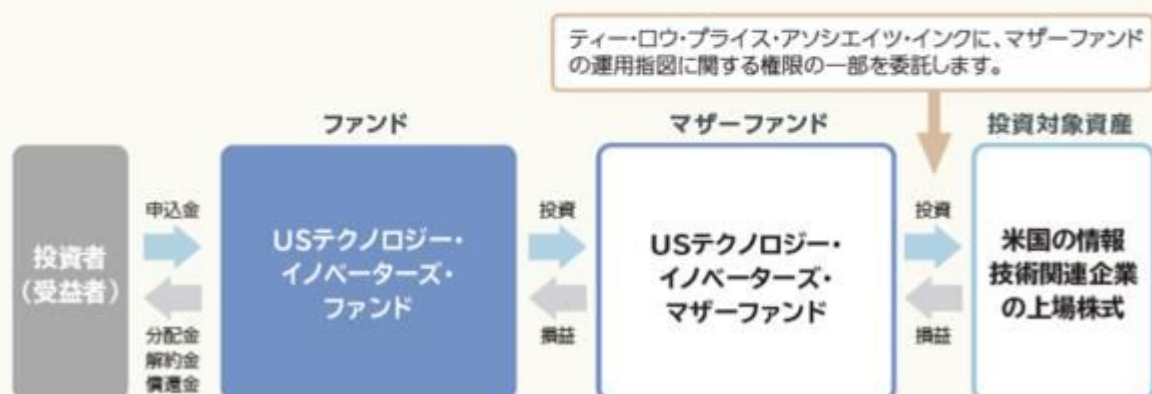 ティー・ロウ・プライス・アソシエイツ・インクに、マザーファンド
の運用指図に関する権限の一部を委託します。
ファンド
マザーファンド
投資対象資産
投資者
（受益者）
申込金
分配金
解約金
償還金
USテクノロジー・
イノベーターズ・
ファンド
投資
損益
USテクノロジー・
イノベーターズ・
マザーファンド
投資
損益
米国の情報
技術関連企業
の上場株式